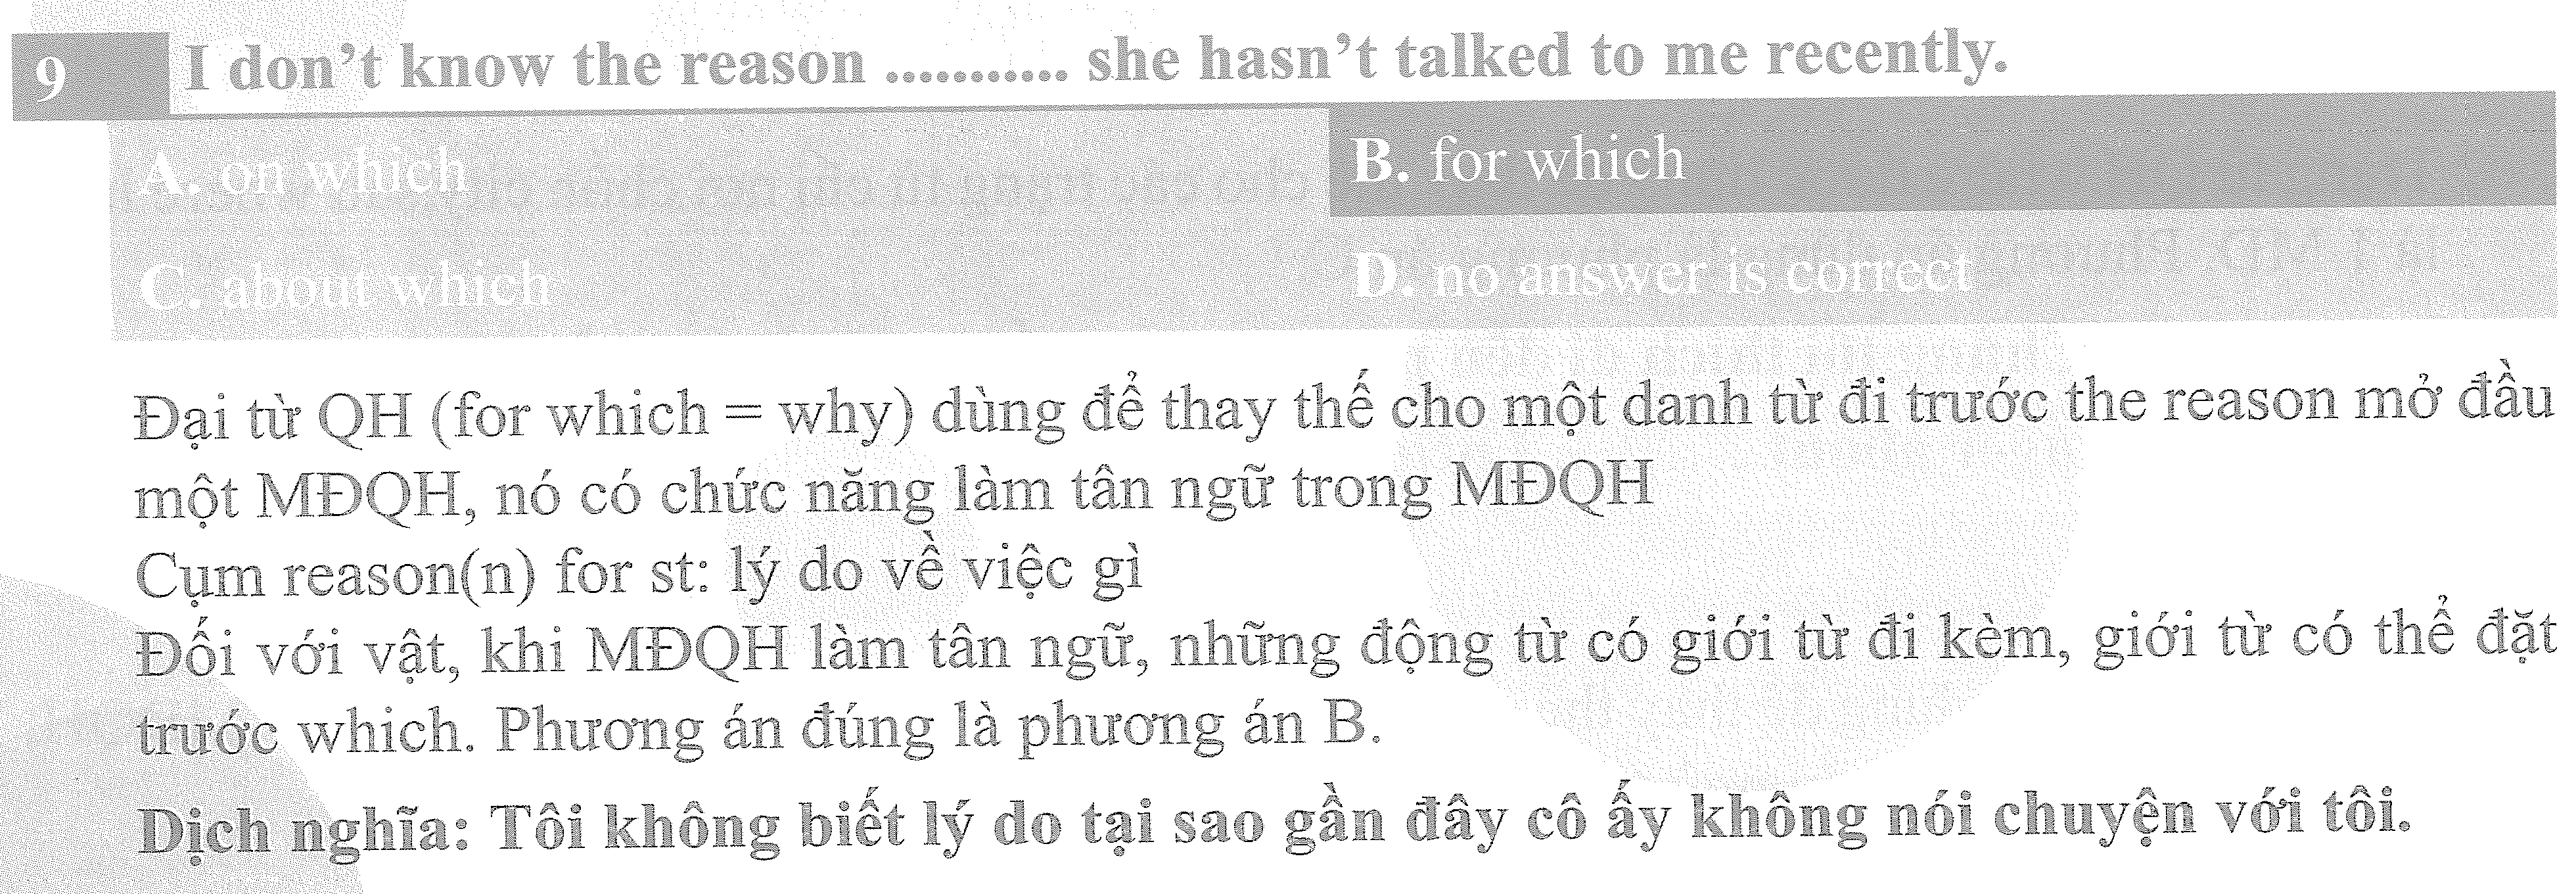 9 I don't know the reason ........... she hasn't talked to me recently.
A. on which B. for which
C. about which D. no answer is correct
Đại từ QH (for which = why) dùng để thay thế cho một danh từ đi trước the reason mở đầu
một MĐQH, nó có chức năng làm tân ngữ trong MĐQH
Cụm reason(n) for st: lý do về việc gì
Đối với vật, khi MĐQH làm tân ngữ, những động từ có giới từ đi kèm, giới từ có thể đặt
trước which. Phương án đúng là phương án B.
Dịch nghĩa: Tôi không biết lý do tại sao gần đây cô ấy không nói chuyện với tôi.